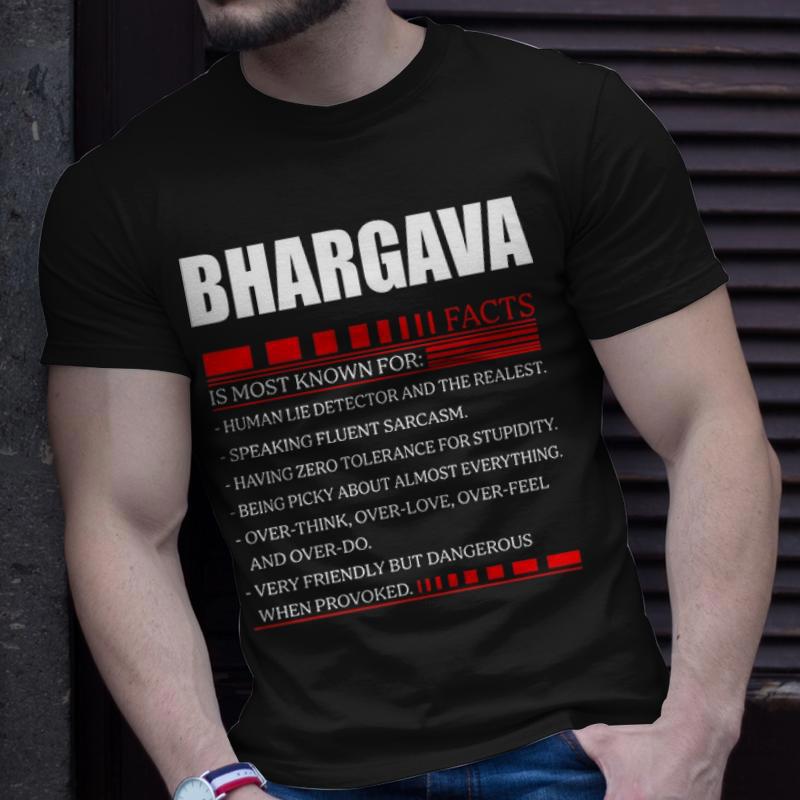 BHARGAVA
FACTS
IS MOST KNOWN FOR:
- HUMAN LIE DETECTOR AND THE REALEST.
- SPEAKING FLUENT SARCASM.
- HAVING ZERO TOLERANCE FOR STUPIDITY.
- BEING PICKY ABOUT ALMOST EVERYTHING.
- OVER-THINK, OVER-LOVE, OVER-FEEL
AND OVER-DO.
- VERY FRIENDLY BUT DANGEROUS
WHEN PROVOKED.